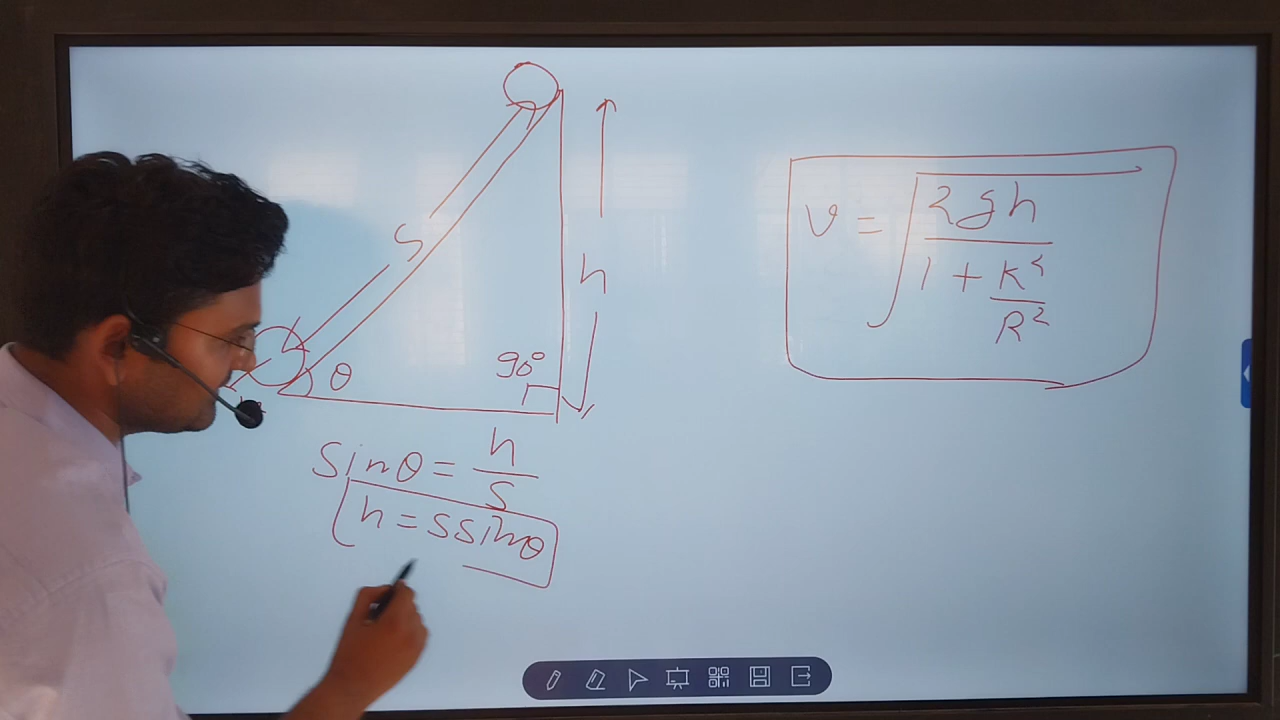 S
h
90°
θ
sinθ = h/s
h = s sinθ
v = √(2gh / (1 + K²/R²))